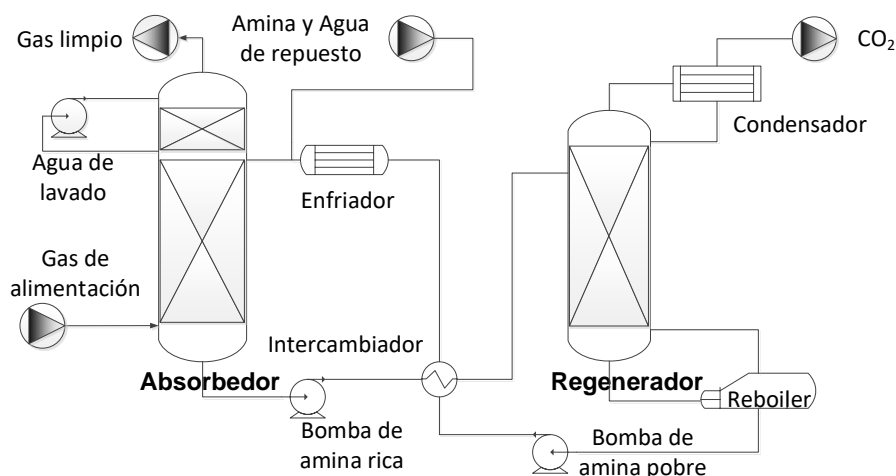 Gas limpio
Amina y Agua
de repuesto
CO₂
Condensador
Agua de
lavado
Enfriador
Gas de
alimentación
Intercambiador
Absorbedor
Regenerador
Reboiler
Bomba de
amina rica
Bomba de
amina pobre